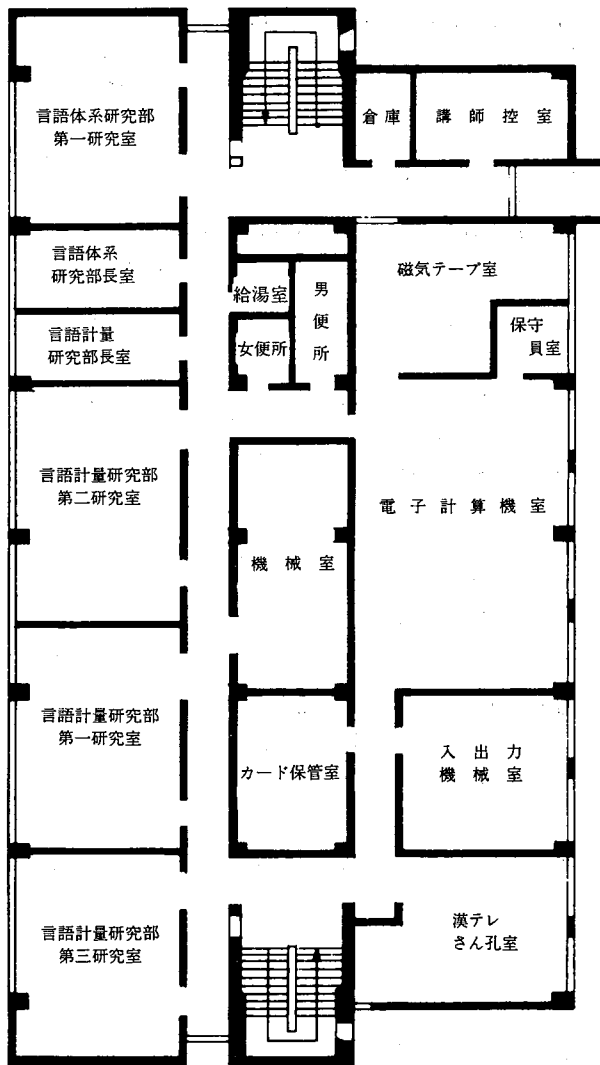 言語体系研究部
第一研究室
倉庫
講師控室
言語体系
研究部長室
磁気テープ室
給湯室
男便所
保守
員室
言語計量
研究部長室
女便所
言語計量研究部
第二研究室
電子計算機室
機械室
言語計量研究部
第一研究室
カード保管室
入出力
機械室
言語計量研究部
第三研究室
漢テレ
さん孔室